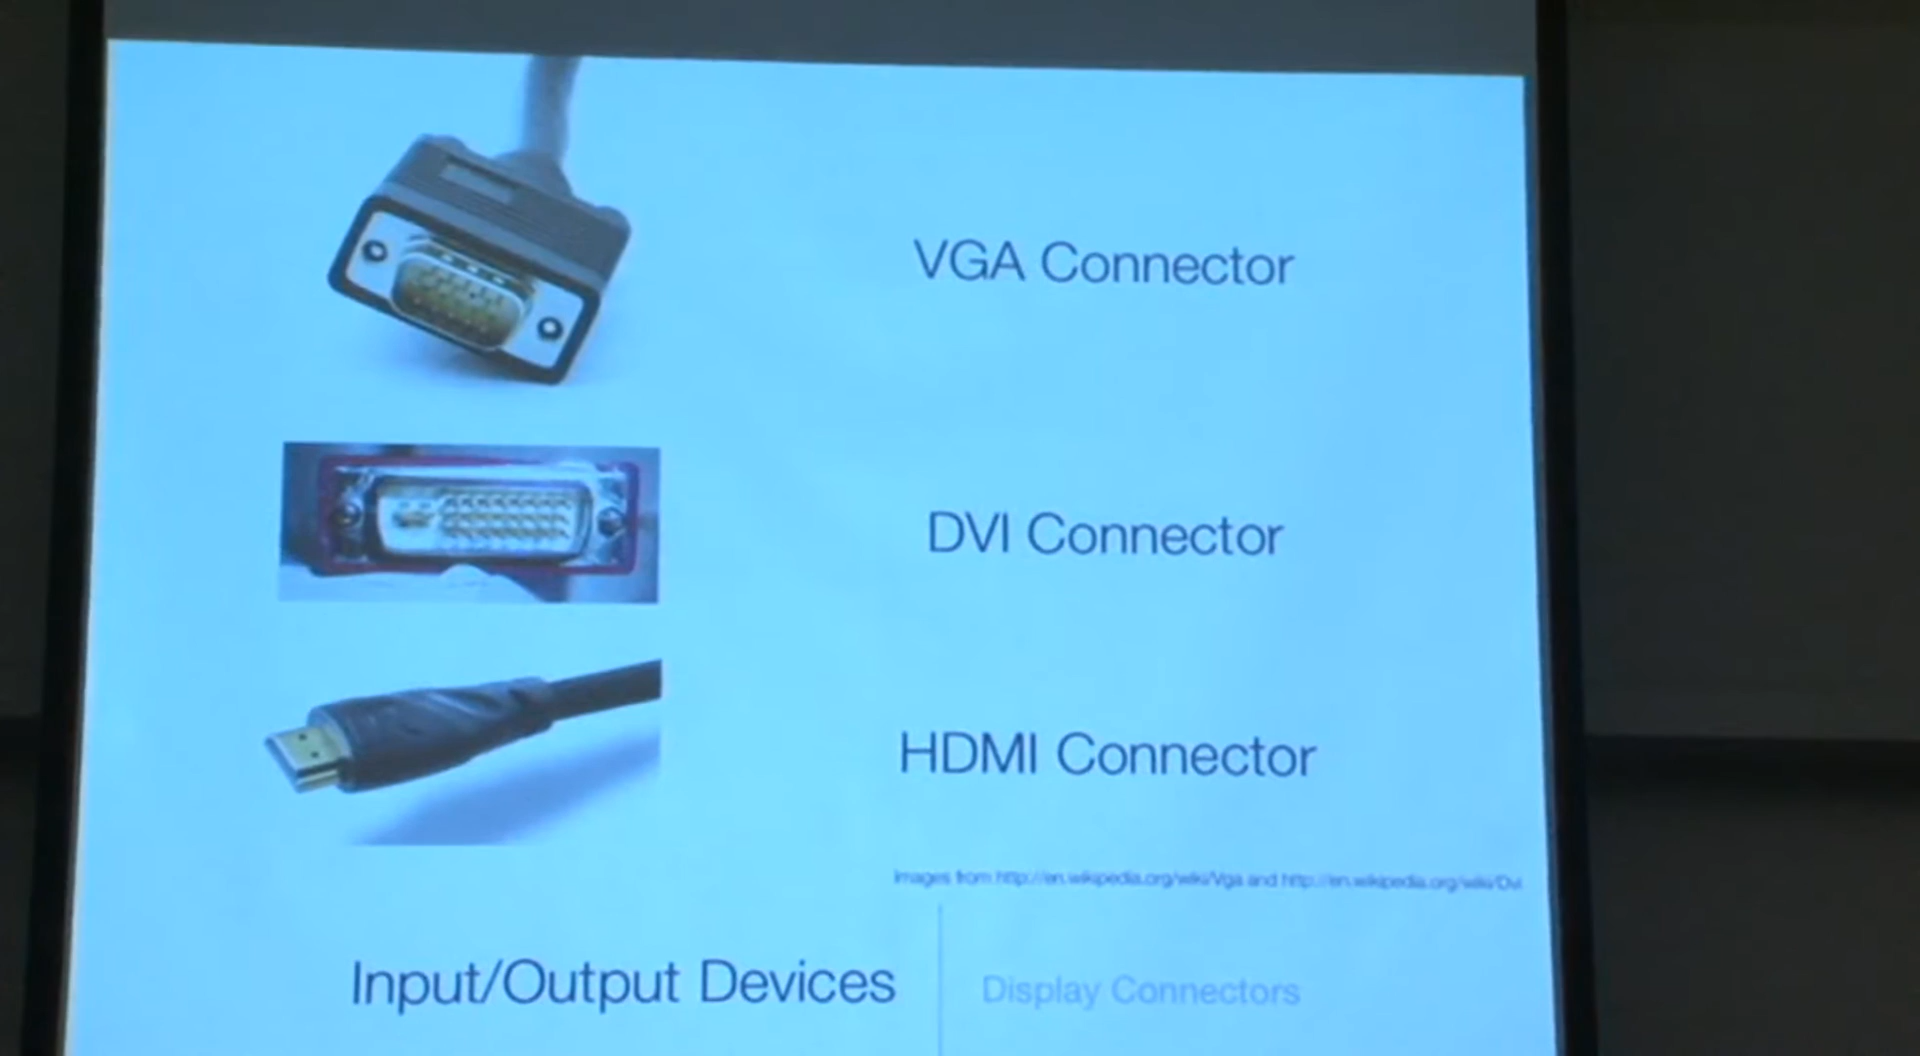 VGA Connector
DVI Connector
HDMI Connector
Images from http://en.wikipedia.org/wiki/Vga and http://en.wikipedia.org/wiki/Dvi
Input/Output Devices
Display Connectors